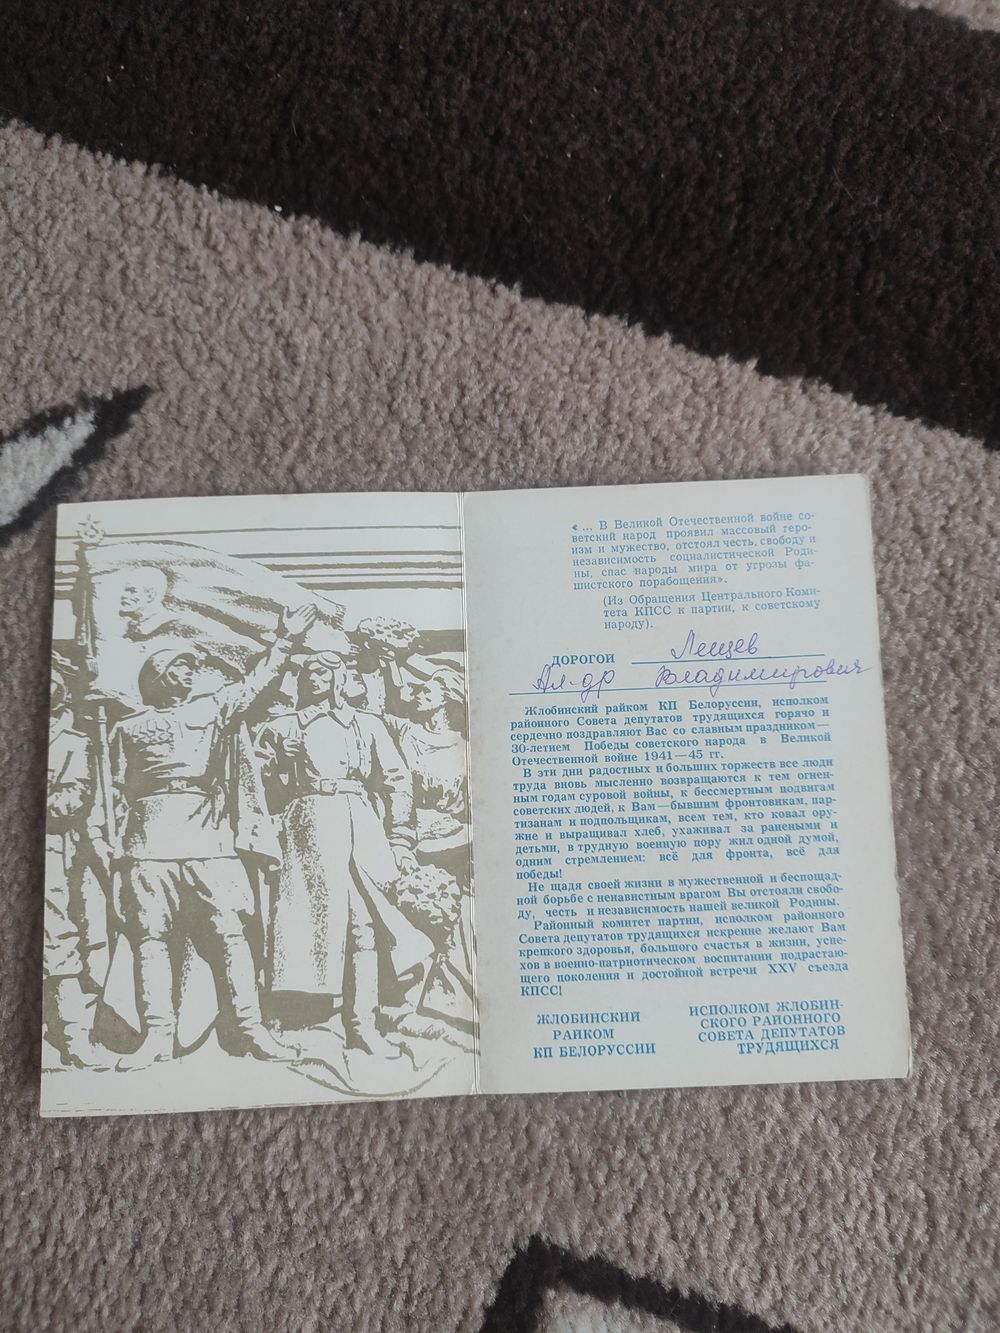 «... В Великой Отечественной войне со-
ветский народ проявил массовый геро-
изм и мужество, отстоял честь, свободу и
независимость социалистической Роди-
ны, спас народы мира от угрозы фа-
шистского порабощения».
(Из Обращения Центрального Коми-
тета КПСС к партии, к советскому
народу).
ДОРОГОЙ Лещев
Ал-др Владимирович
Жлобинский райком КП Белоруссии, исполком
районного Совета депутатов трудящихся горячо и
сердечно поздравляют Вас со славным праздником—
30-летием Победы советского народа в Великой
Отечественной войне 1941—45 гг.
В эти дни радостных и больших торжеств все люди
труда вновь мысленно возвращаются к тем огнен-
ным годам суровой войны, к бессмертным подвигам
советских людей, к Вам—бывшим фронтовикам, пар-
тизанам и подпольщикам, всем тем, кто ковал ору-
жие и выращивал хлеб, ухаживал за ранеными и
детьми, в трудную военную пору жил одной думой,
одним стремлением: всё для фронта, всё для
победы!
Не щадя своей жизни в мужественной и беспощад-
ной борьбе с ненавистным врагом Вы отстояли свобо-
ду, честь и независимость нашей великой Родины.
Районный комитет партии, исполком районного
Совета депутатов трудящихся искренне желают Вам
крепкого здоровья, большого счастья в жизни, успе-
хов в военно-патриотическом воспитании подрастаю-
щего поколения и достойной встречи XXV съезда
КПСС!
ЖЛОБИНСКИЙ
РАЙКОМ
КП БЕЛОРУССИИ
ИСПОЛКОМ ЖЛОБИН-
СКОГО РАЙОННОГО
СОВЕТА ДЕПУТАТОВ
ТРУДЯЩИХСЯ